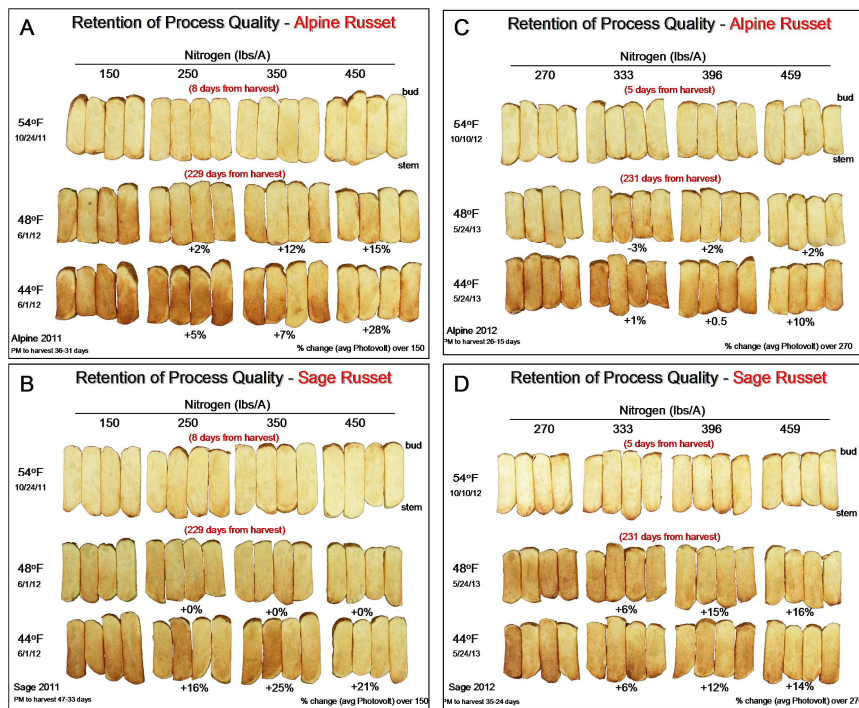 A
Retention of Process Quality - Alpine Russet
Nitrogen (lbs/A)
150 250 350 450
(8 days from harvest)
bud
54ºF
10/24/11
stem
(229 days from harvest)
48ºF
6/1/12
+2% +12% +15%
44ºF
6/1/12
+5% +7% +28%
Alpine 2011
PM to harvest 36-31 days
% change (avg Photovolt) over 150
C
Retention of Process Quality - Alpine Russet
Nitrogen (lbs/A)
270 333 396 459
(5 days from harvest)
bud
54ºF
10/10/12
stem
(231 days from harvest)
48ºF
5/24/13
-3% +2% +2%
44ºF
5/24/13
+1% +0.5 +10%
Alpine 2012
PM to harvest 26-15 days
% change (avg Photovolt) over 270
B
Retention of Process Quality - Sage Russet
Nitrogen (lbs/A)
150 250 350 450
(8 days from harvest)
bud
54ºF
10/24/11
stem
(229 days from harvest)
48ºF
6/1/12
+0% +0% +0%
44ºF
6/1/12
+16% +25% +21%
Sage 2011
PM to harvest 47-33 days
% change (avg Photovolt) over 150
D
Retention of Process Quality - Sage Russet
Nitrogen (lbs/A)
270 333 396 459
(5 days from harvest)
bud
54ºF
10/10/12
stem
(231 days from harvest)
48ºF
5/24/13
+6% +15% +16%
44ºF
5/24/13
+6% +12% +14%
Sage 2012
PM to harvest 35-24 days
% change (avg Photovolt) over 27